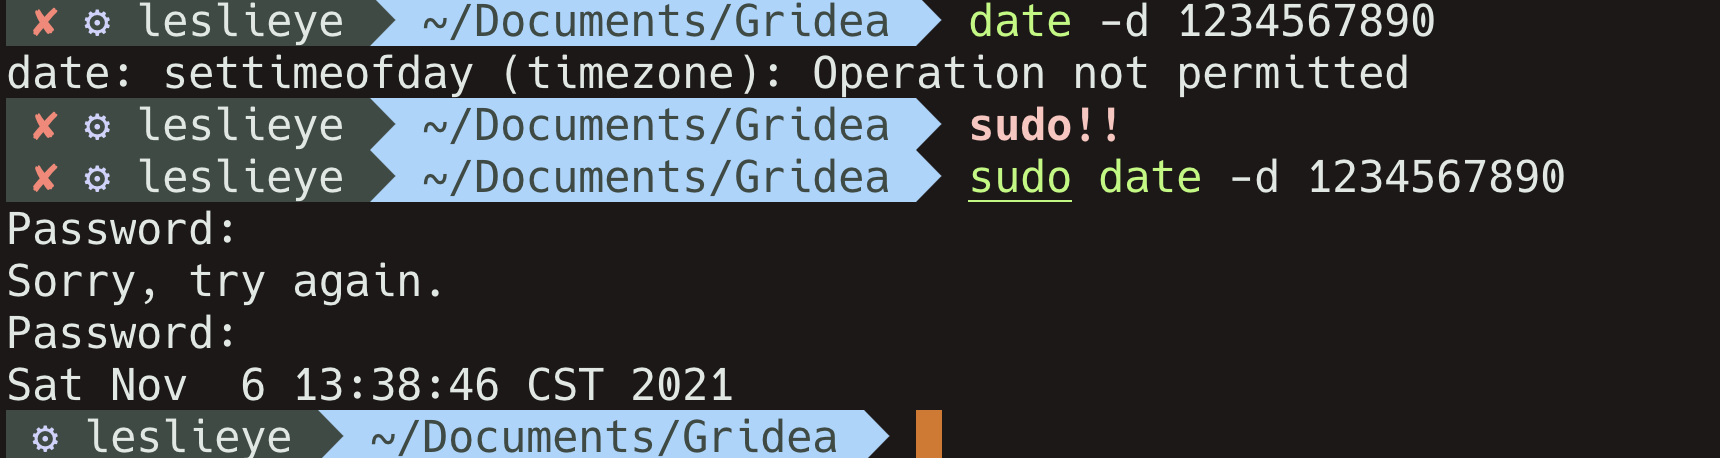 ✘ ⚙ leslieye ~/Documents/Gridea date -d 1234567890
date: settimeofday (timezone): Operation not permitted
✘ ⚙ leslieye ~/Documents/Gridea sudo!!
✘ ⚙ leslieye ~/Documents/Gridea sudo date -d 1234567890
Password:
Sorry, try again.
Password:
Sat Nov  6 13:38:46 CST 2021
⚙ leslieye ~/Documents/Gridea